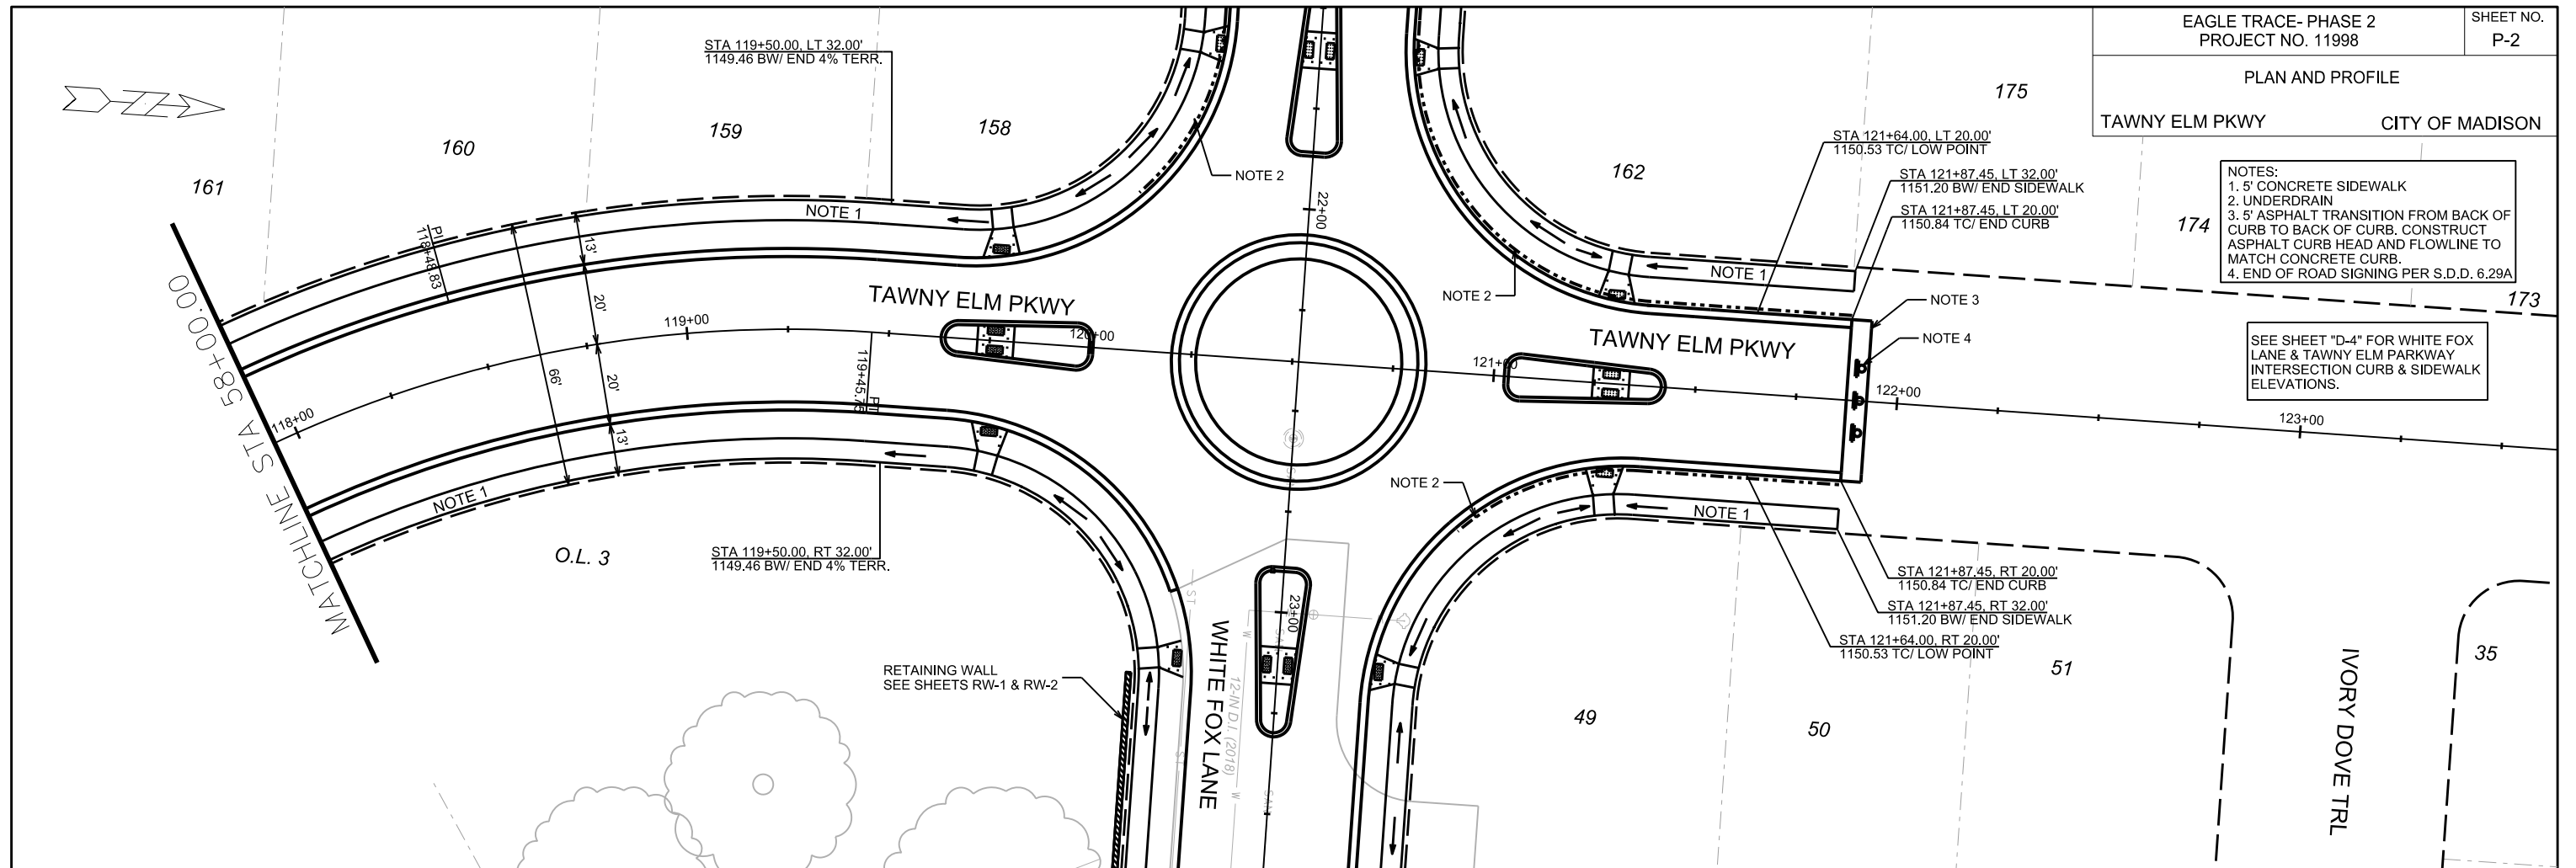 EAGLE TRACE- PHASE 2
PROJECT NO. 11998
SHEET NO.
P-2
PLAN AND PROFILE
TAWNY ELM PKWY
CITY OF MADISON
NOTES:
1. 5' CONCRETE SIDEWALK
2. UNDERDRAIN
3. 5' ASPHALT TRANSITION FROM BACK OF
CURB TO BACK OF CURB. CONSTRUCT
ASPHALT CURB HEAD AND FLOWLINE TO
MATCH CONCRETE CURB.
4. END OF ROAD SIGNING PER S.D.D. 6.29A
SEE SHEET "D-4" FOR WHITE FOX
LANE & TAWNY ELM PARKWAY
INTERSECTION CURB & SIDEWALK
ELEVATIONS.
STA 119+50.00, LT 32.00'
1149.46 BW/ END 4% TERR.
161
160
159
158
162
175
174
173
NOTE 2
STA 121+64.00, LT 20.00'
1150.53 TC/ LOW POINT
STA 121+87.45, LT 32.00'
1151.20 BW/ END SIDEWALK
STA 121+87.45, LT 20.00'
1150.84 TC/ END CURB
NOTE 1
NOTE 1
NOTE 2
NOTE 3
NOTE 4
PI
118+48.83
13'
20'
20'
13'
66'
22+00
TAWNY ELM PKWY
TAWNY ELM PKWY
118+00
119+00
120+00
121+00
122+00
123+00
119+45.75
PT
MATCHLINE STA 58+00.00
NOTE 1
NOTE 2
NOTE 1
O.L. 3
STA 119+50.00, RT 32.00'
1149.46 BW/ END 4% TERR.
STA 121+87.45, RT 20.00'
1150.84 TC/ END CURB
STA 121+87.45, RT 32.00'
1151.20 BW/ END SIDEWALK
STA 121+64.00, RT 20.00'
1150.53 TC/ LOW POINT
RETAINING WALL
SEE SHEETS RW-1 & RW-2
WHITE FOX LANE
23+00
12-IN D.I. (2018)
ST
ST
W
W
SAN
SAN
49
50
51
35
IVORY DOVE TRL